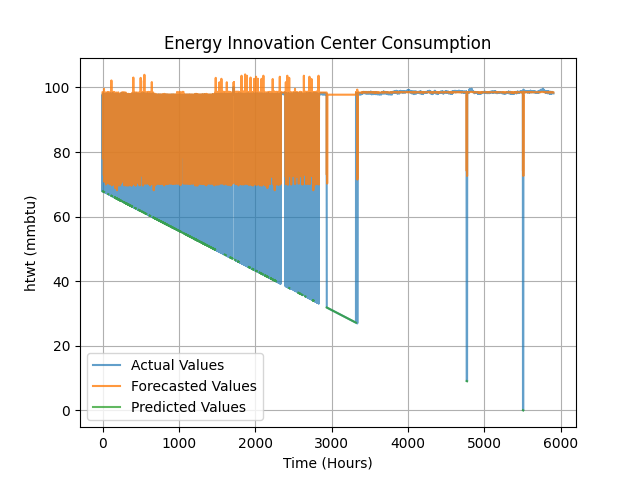 Energy Innovation Center Consumption
htwt (mmbtu)
100
80
60
40
20
0
Actual Values
Forecasted Values
Predicted Values
0 1000 2000 3000 4000 5000 6000
Time (Hours)